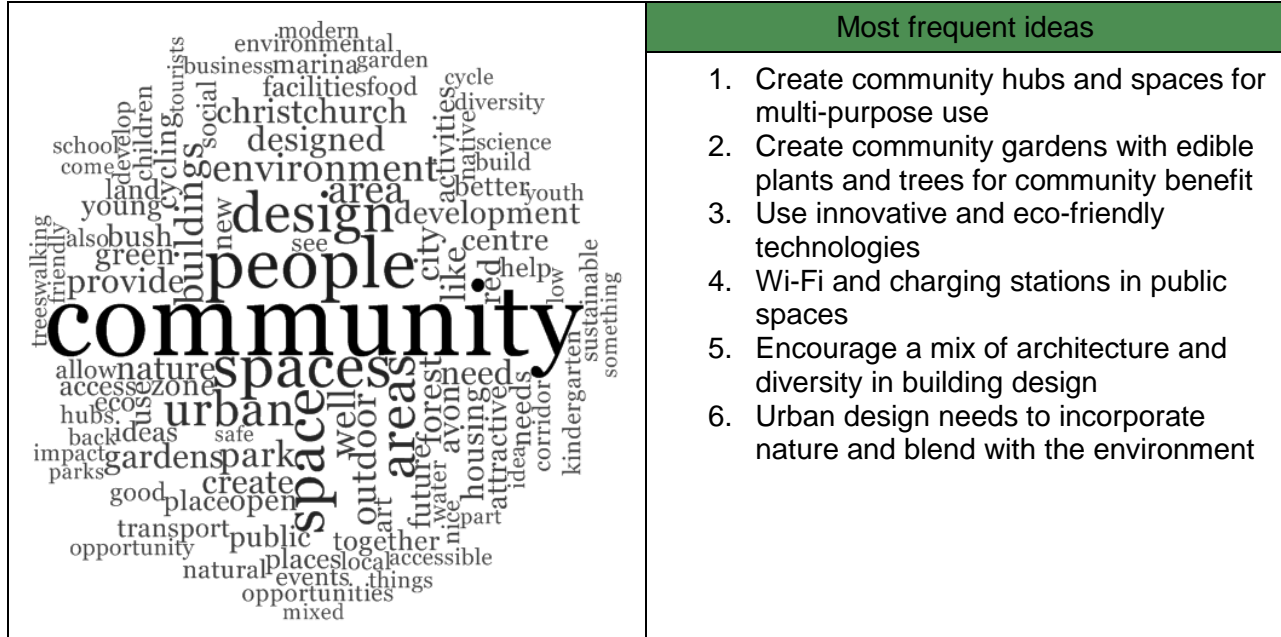 modern
environmental
business marina garden
facilities food
cycle
tourists
social
christchurch
activities
diversity
children
develop
school
come
cycling
designed
native
science
build
environment
land
buildings
area
better
youth
young
new
design
development
also
bush
see
city
centre
green
people
like
red
help
trees
walking
friendly
provide
low
sustainable
something
community
allow
nature
spaces
need
access
zone
eco
use
urban
space
well
areas
forest
avon
needs
corridor
kindergarten
hubs
back
ideas
safe
outdoor
housing
attractive
idea
impact
gardens
park
parks
create
future
water
good
place
open
art
nice
part
transport
public
together
opportunity
places
local
accessible
natural
events
things
opportunities
mixed
Most frequent ideas
1. Create community hubs and spaces for
multi-purpose use
2. Create community gardens with edible
plants and trees for community benefit
3. Use innovative and eco-friendly
technologies
4. Wi-Fi and charging stations in public
spaces
5. Encourage a mix of architecture and
diversity in building design
6. Urban design needs to incorporate
nature and blend with the environment